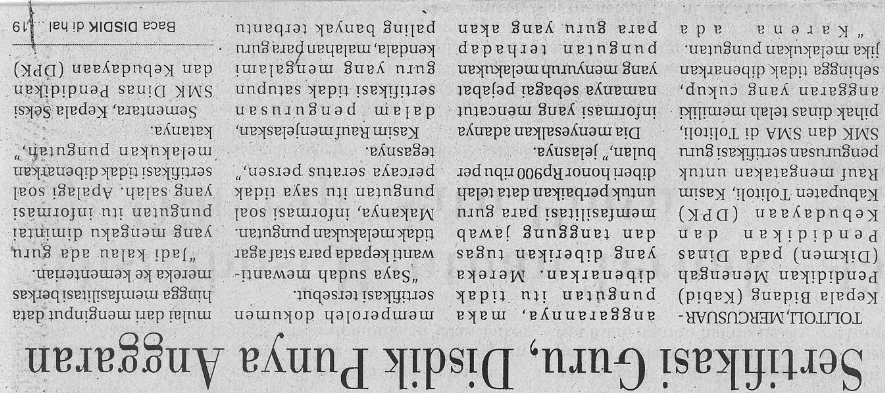 Sertifikasi Guru, Disdik Punya Anggaran
TOLITOLI, MERCUSUAR-
Kepala Bidang (Kabid)
Pendidikan Menengah
(Dikmen) pada Dinas
Pendidikan dan
Kebudayaan (DPK)
Kabupaten Tolitoli, Kasim
Rauf mengatakan untuk
pengurusan sertifikasi guru
SMK dan SMA di Tolitoli,
pihak dinas telah memiliki
anggaran yang cukup,
sehingga tidak dibenarkan
jika melakukan pungutan.
"Karena ada
anggarannya, maka
pungutan itu tidak
dibenarkan. Mereka
yang diberikan tugas
dan tanggung jawab
memfasilitasi para guru
untuk perbaikan data telah
diberi honor Rp900 ribu per
bulan," jelasnya.
Dia menyesalkan adanya
informasi yang mencatut
namanya sebagai pejabat
yang menyuruh melakukan
pungutan terhadap
para guru yang akan
memperoleh dokumen
sertifikasi tersebut.
"Saya sudah mewanti-
wanti kepada para staf agar
tidak melakukan pungutan.
Makanya, informasi soal
pungutan itu saya tidak
percaya seratus persen,"
tegasnya.
Kasim Rauf menjelaskan,
dalam pengurusan
sertifikasi tidak satupun
guru yang mengalami
kendala, malahan para guru
paling banyak terbantu
mulai dari menginput data
hingga memfasilitasi berkas
mereka ke kementerian.
"Jadi kalau ada guru
yang mengaku dimintai
pungutan itu informasi
yang salah. Apalagi soal
sertifikasi tidak dibenarkan
melakukan pungutan,"
katanya.
Sementara, Kepala Seksi
SMK Dinas Pendidikan
dan Kebudayaan (DPK)
Baca DISDIK di hal ...19